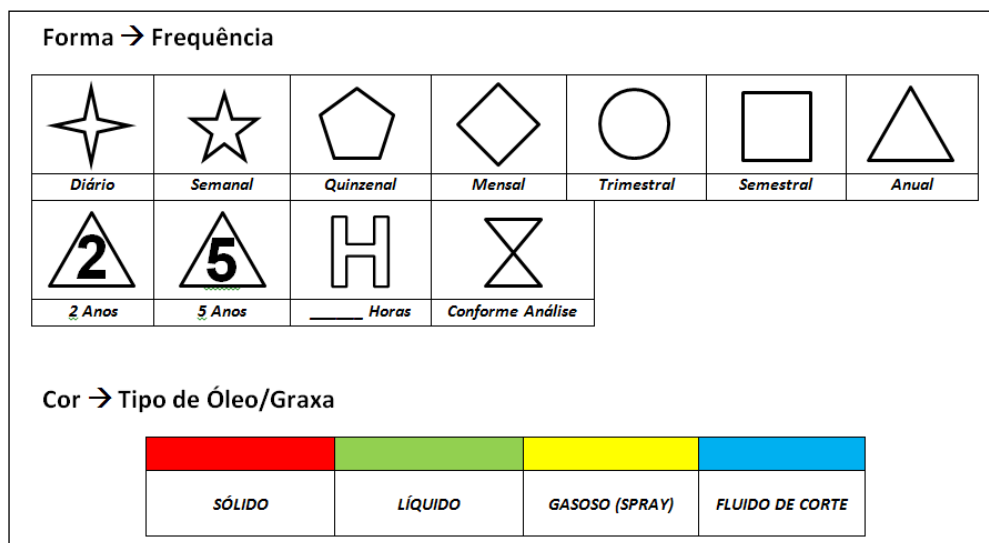 Forma → Frequência
Diário Semanal Quinzenal Mensal Trimestral Semestral Anual
2 5 H
2 Anos 5 Anos ______ Horas Conforme Análise
Cor → Tipo de Óleo/Graxa
SÓLIDO LÍQUIDO GASOSO (SPRAY) FLUIDO DE CORTE